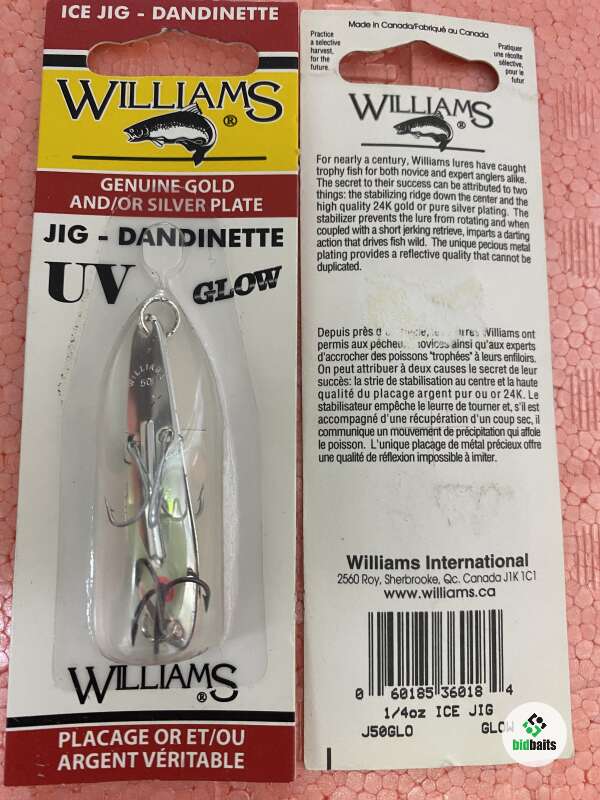 ICE JIG - DANDINETTE
WILLIAMS
®
GENUINE GOLD
AND/OR SILVER PLATE
JIG - DANDINETTE
UV GLOW
WILLIAMS
50
WILLIAMS
®
PLACAGE OR ET/OU
ARGENT VÉRITABLE
Made in Canada/Fabriqué au Canada
Practice
a selective
harvest,
for the
future.
Pratiquer
une récolte
sélective,
pour le
futur
WILLIAMS
®
For nearly a century, Williams lures have caught
trophy fish for both novice and expert anglers alike.
The secret to their success can be attributed to two
things: the stabilizing ridge down the center and the
high quality 24K gold or pure silver plating. The
stabilizer prevents the lure from rotating and when
coupled with a short jerking retrieve, imparts a darting
action that drives fish wild. The unique pecious metal
plating provides a reflective quality that cannot be
duplicated.
Depuis près Williams ont
permis aux novices ainsi qu'aux experts
d'accrocher des poissons "trophées" à leurs enfiloirs.
On peut attribuer à deux causes le secret de leur
succès: la strie de stabilisation au centre et la haute
qualité du placage argent pur ou or 24K. Le
stabilisateur empêche le leurre de tourner et, s'il est
accompagné d'une récupération d'un coup sec, il
communique un mouvement de précipitation qui affole
le poisson. L'unique placage de métal précieux offre
une qualité de réflexion impossible à imiter.
Williams International
2560 Roy, Sherbrooke, Qc. Canada J1K 1C1
www.williams.ca
0 60185 36018 4
1/4oz ICE JIG
J50GLO GLOW
bidbaits